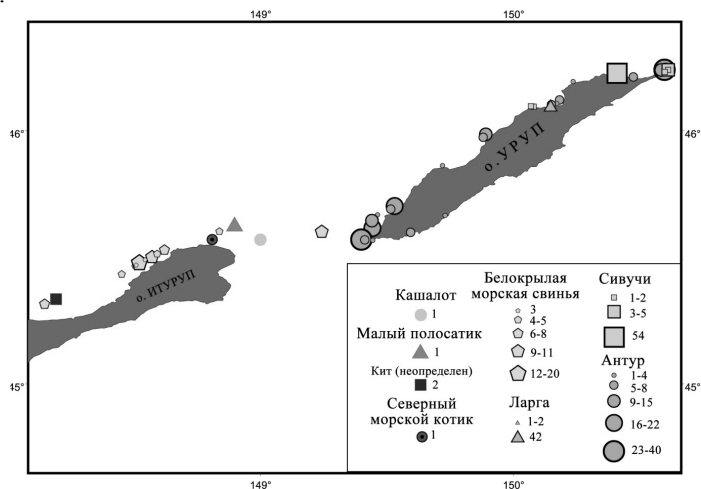 149°
150°
46°
46°
о. УРУП
о. ИТУРУП
45°
45°
149°
150°
Кашалот
1
Малый полосатик
1
Кит (неопределен)
2
Северный
морской котик
1
Белокрылая
морская свинья
3
4-5
6-8
9-11
12-20
Ларга
1-2
42
Сивучи
1-2
3-5
54
Антур
1-4
5-8
9-15
16-22
23-40